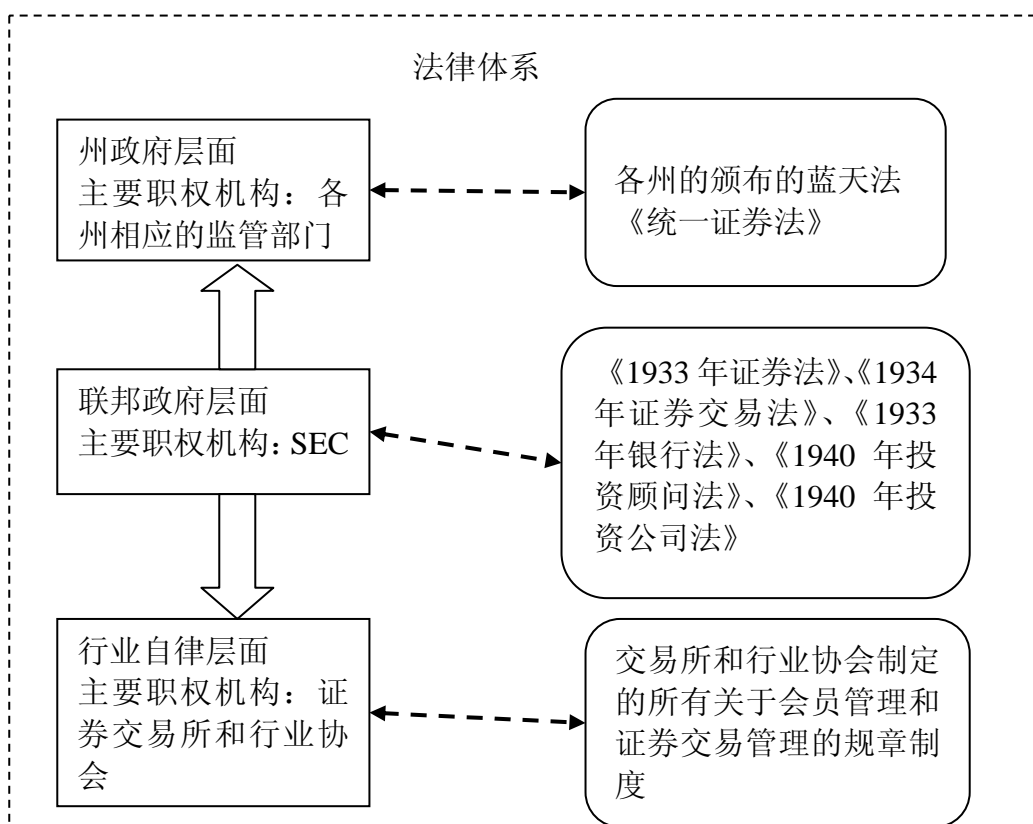 法律体系
州政府层面
主要职权机构：各
州相应的监管部门
各州的颁布的蓝天法
《统一证券法》
联邦政府层面
主要职权机构：SEC
《1933 年证券法》、《1934
年证券交易法》、《1933
年银行法》、《1940 年投
资顾问法》、《1940 年投
资公司法》
行业自律层面
主要职权机构：证
券交易所和行业协
会
交易所和行业协会制定
的所有关于会员管理和
证券交易管理的规章制
度